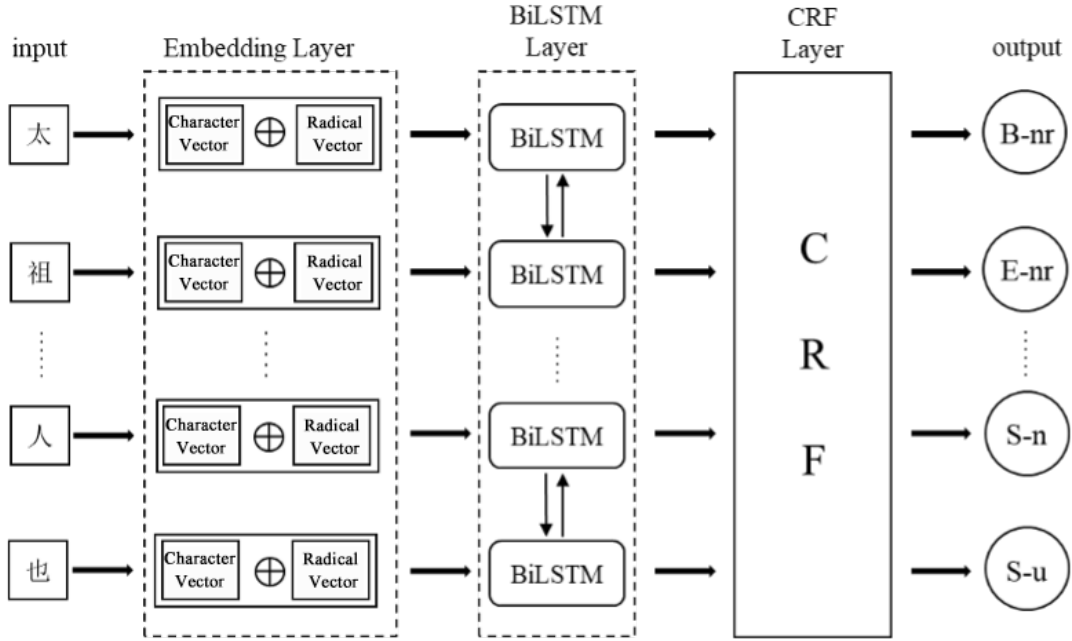 input
Embedding Layer
BiLSTM
Layer
CRF
Layer
output
太
Character
Vector
Radical
Vector
BiLSTM
B-nr
祖
Character
Vector
Radical
Vector
BiLSTM
E-nr
C
R
F
人
Character
Vector
Radical
Vector
BiLSTM
S-n
也
Character
Vector
Radical
Vector
BiLSTM
S-u